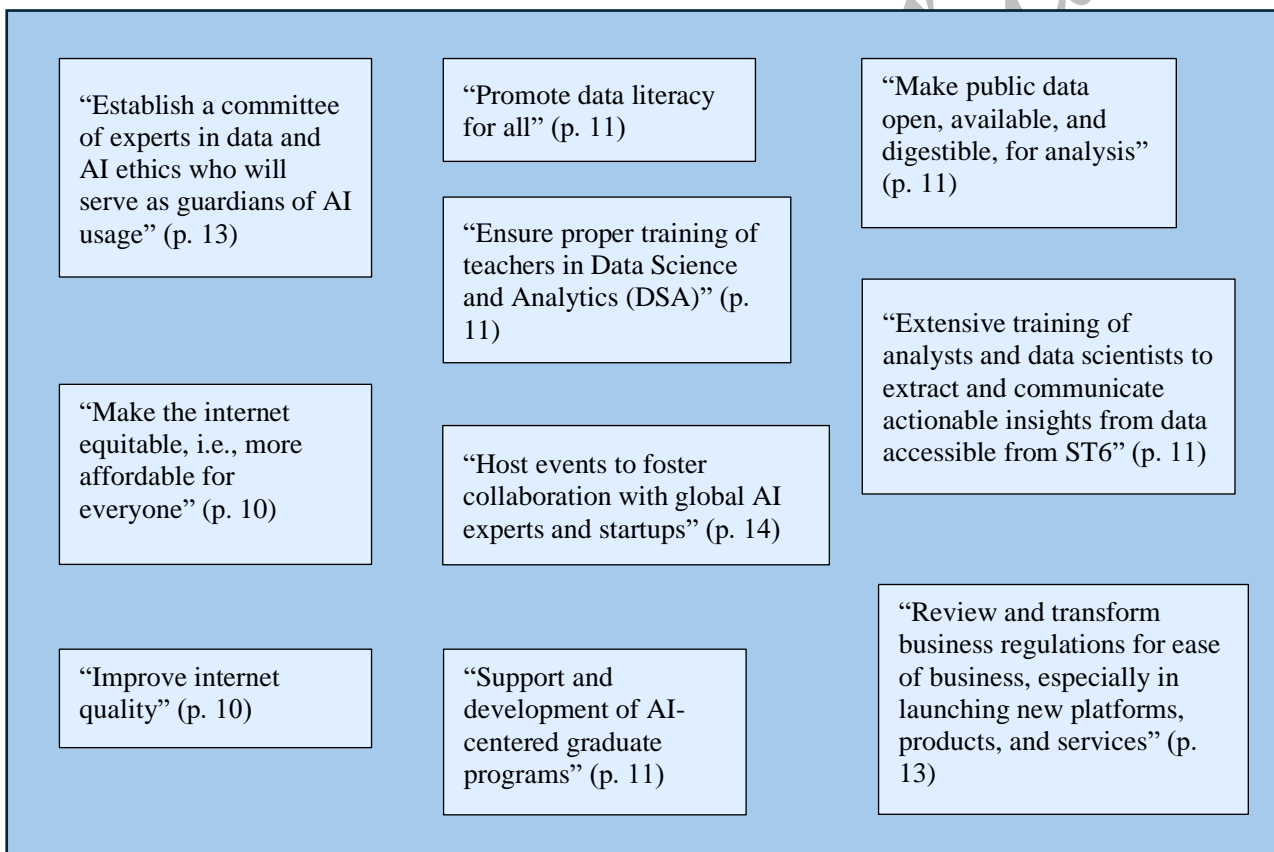 “Establish a committee
of experts in data and
AI ethics who will
serve as guardians of AI
usage” (p. 13)
“Make the internet
equitable, i.e., more
affordable for
everyone” (p. 10)
“Improve internet
quality” (p. 10)
“Promote data literacy
for all” (p. 11)
“Ensure proper training of
teachers in Data Science
and Analytics (DSA)” (p.
11)
“Host events to foster
collaboration with global AI
experts and startups” (p. 14)
“Support and
development of AI-
centered graduate
programs” (p. 11)
“Make public data
open, available, and
digestible, for analysis”
(p. 11)
“Extensive training of
analysts and data scientists to
extract and communicate
actionable insights from data
accessible from ST6” (p. 11)
“Review and transform
business regulations for ease
of business, especially in
launching new platforms,
products, and services” (p.
13)